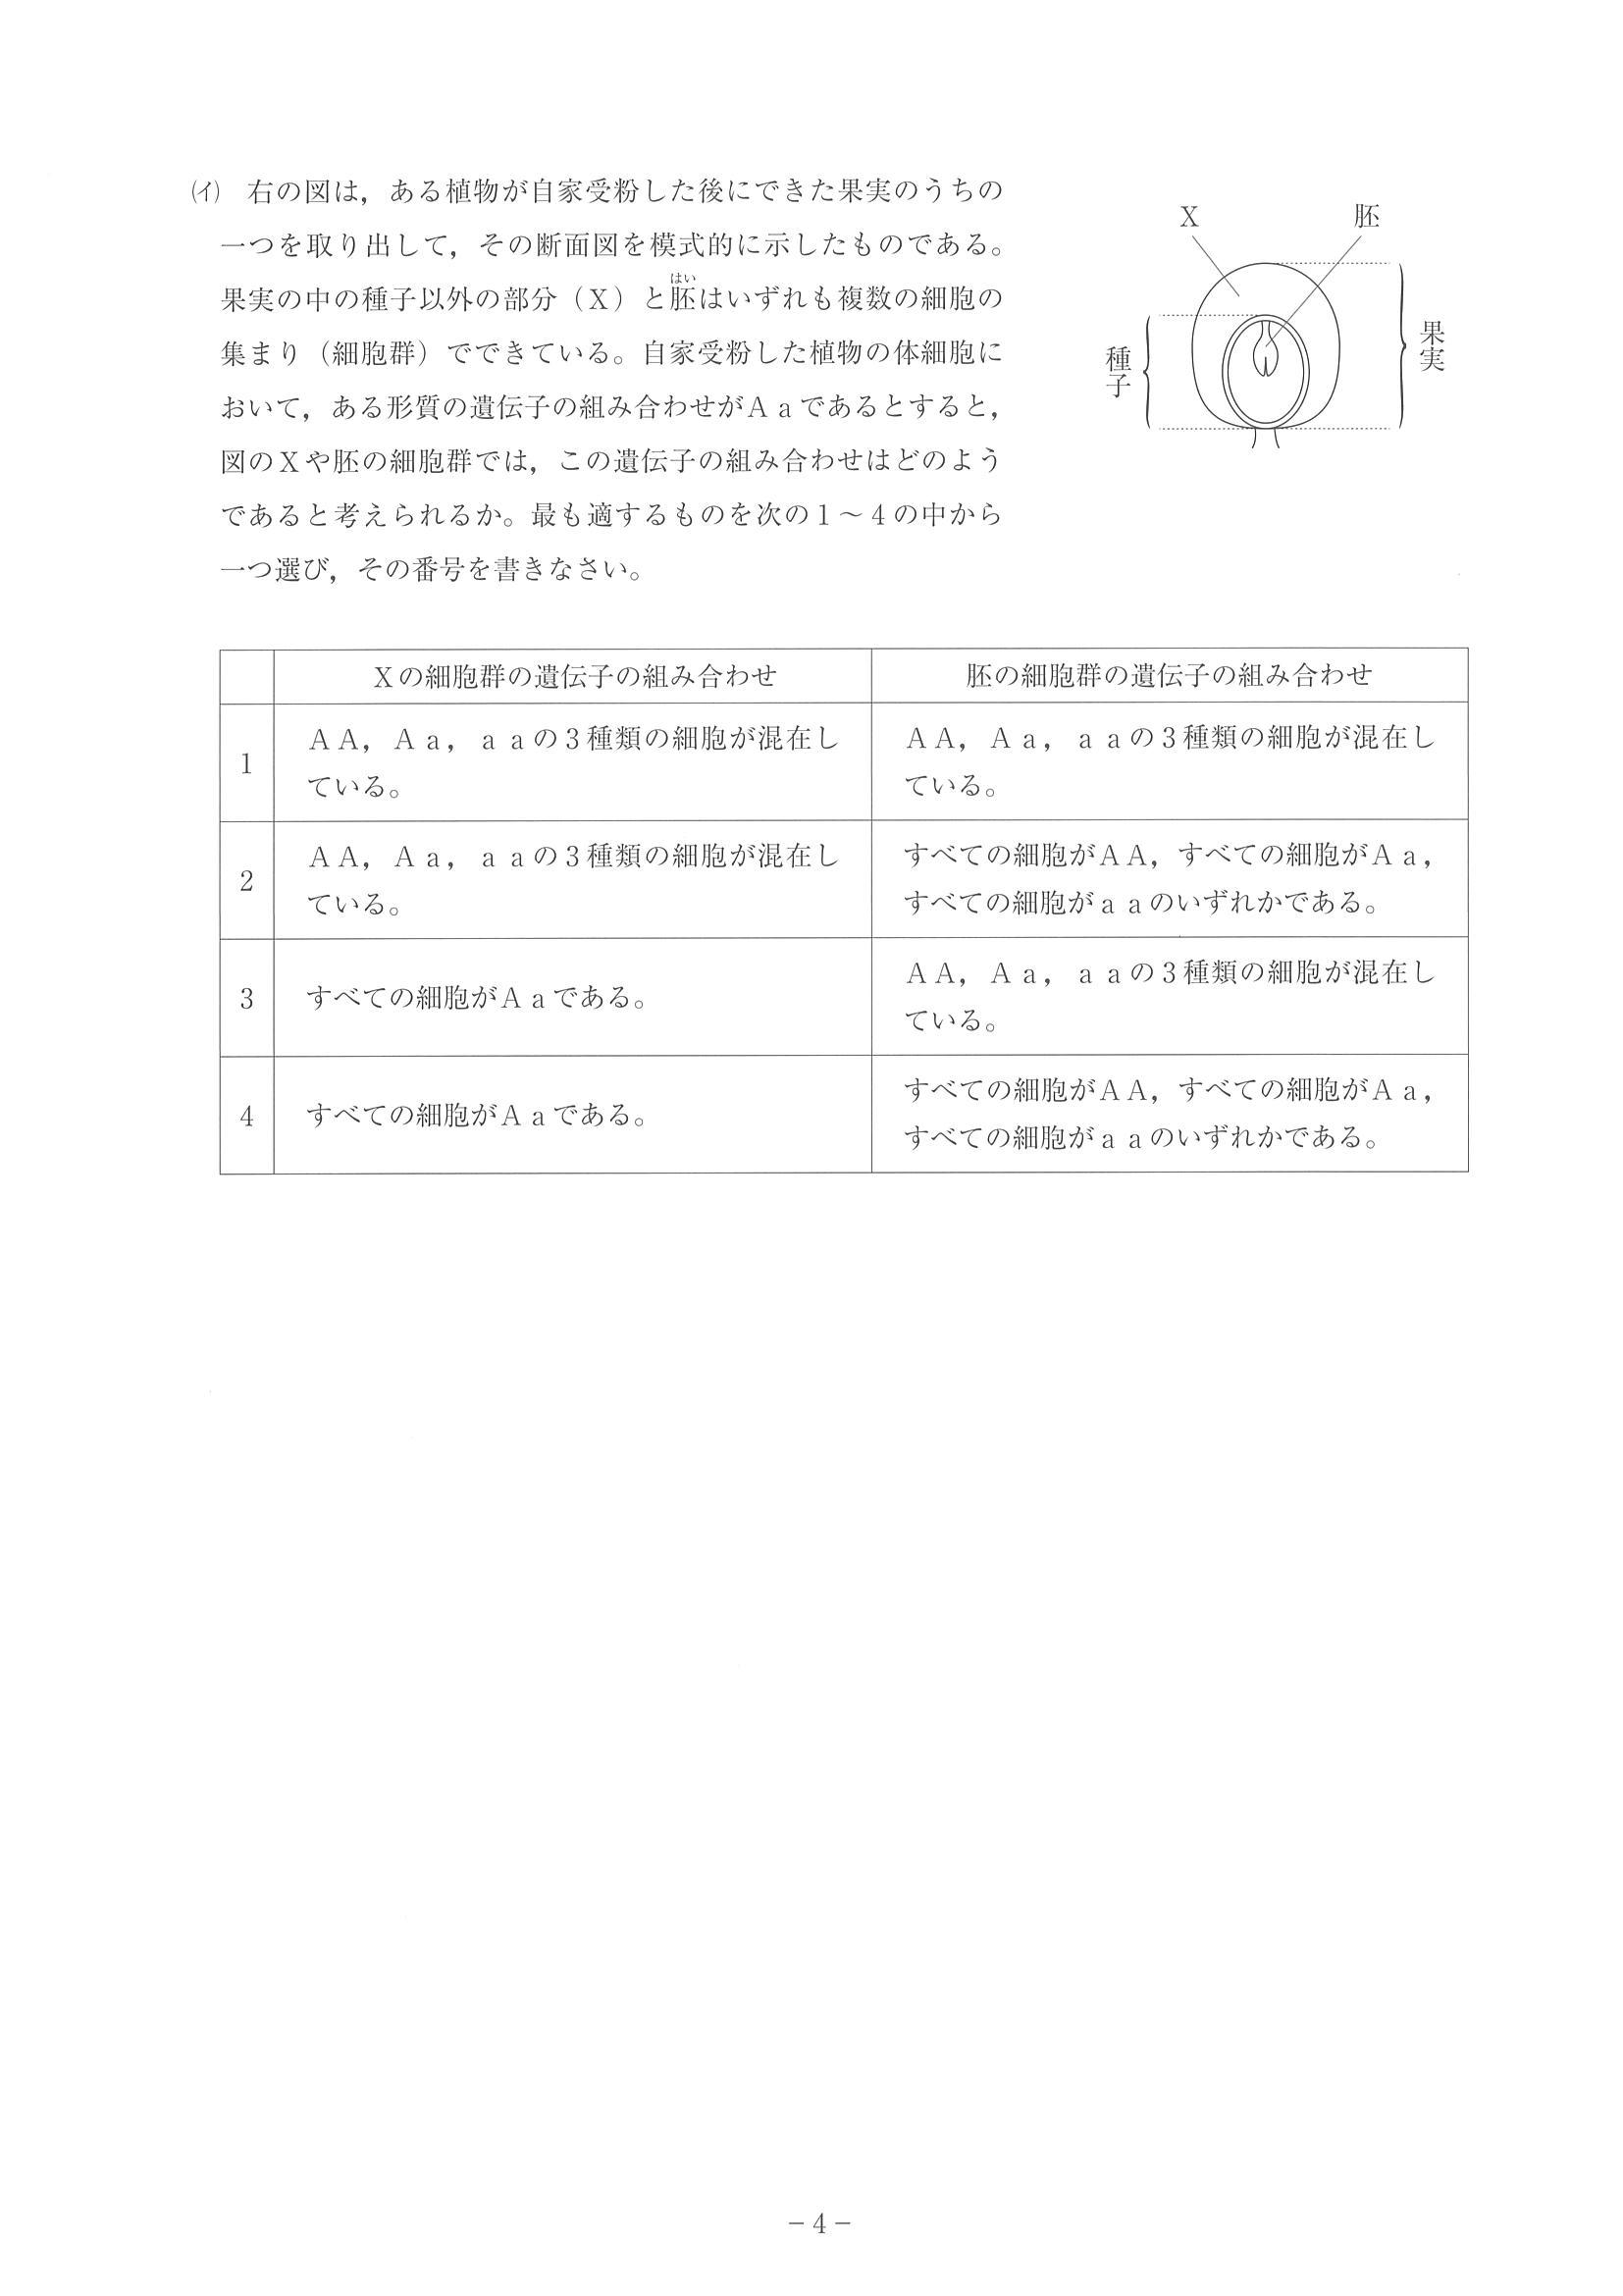 (イ) 右の図は，ある植物が自家受粉した後にできた果実のうちの
一つを取り出して，その断面図を模式的に示したものである。
はい
果実の中の種子以外の部分（Ｘ）と胚はいずれも複数の細胞の
集まり（細胞群）でできている。自家受粉した植物の体細胞に
おいて，ある形質の遺伝子の組み合わせがＡａであるとすると，
図のＸや胚の細胞群では，この遺伝子の組み合わせはどのよう
であると考えられるか。最も適するものを次の１～４の中から
一つ選び，その番号を書きなさい。
Ｘ
胚
種子
果実
Ｘの細胞群の遺伝子の組み合わせ
胚の細胞群の遺伝子の組み合わせ
1
ＡＡ，Ａａ，ａａの３種類の細胞が混在し
ている。
ＡＡ，Ａａ，ａａの３種類の細胞が混在し
ている。
2
ＡＡ，Ａａ，ａａの３種類の細胞が混在し
ている。
すべての細胞がＡＡ，すべての細胞がＡａ，
すべての細胞がａａのいずれかである。
3
すべての細胞がＡａである。
ＡＡ，Ａａ，ａａの３種類の細胞が混在し
ている。
4
すべての細胞がＡａである。
すべての細胞がＡＡ，すべての細胞がＡａ，
すべての細胞がａａのいずれかである。
－4－